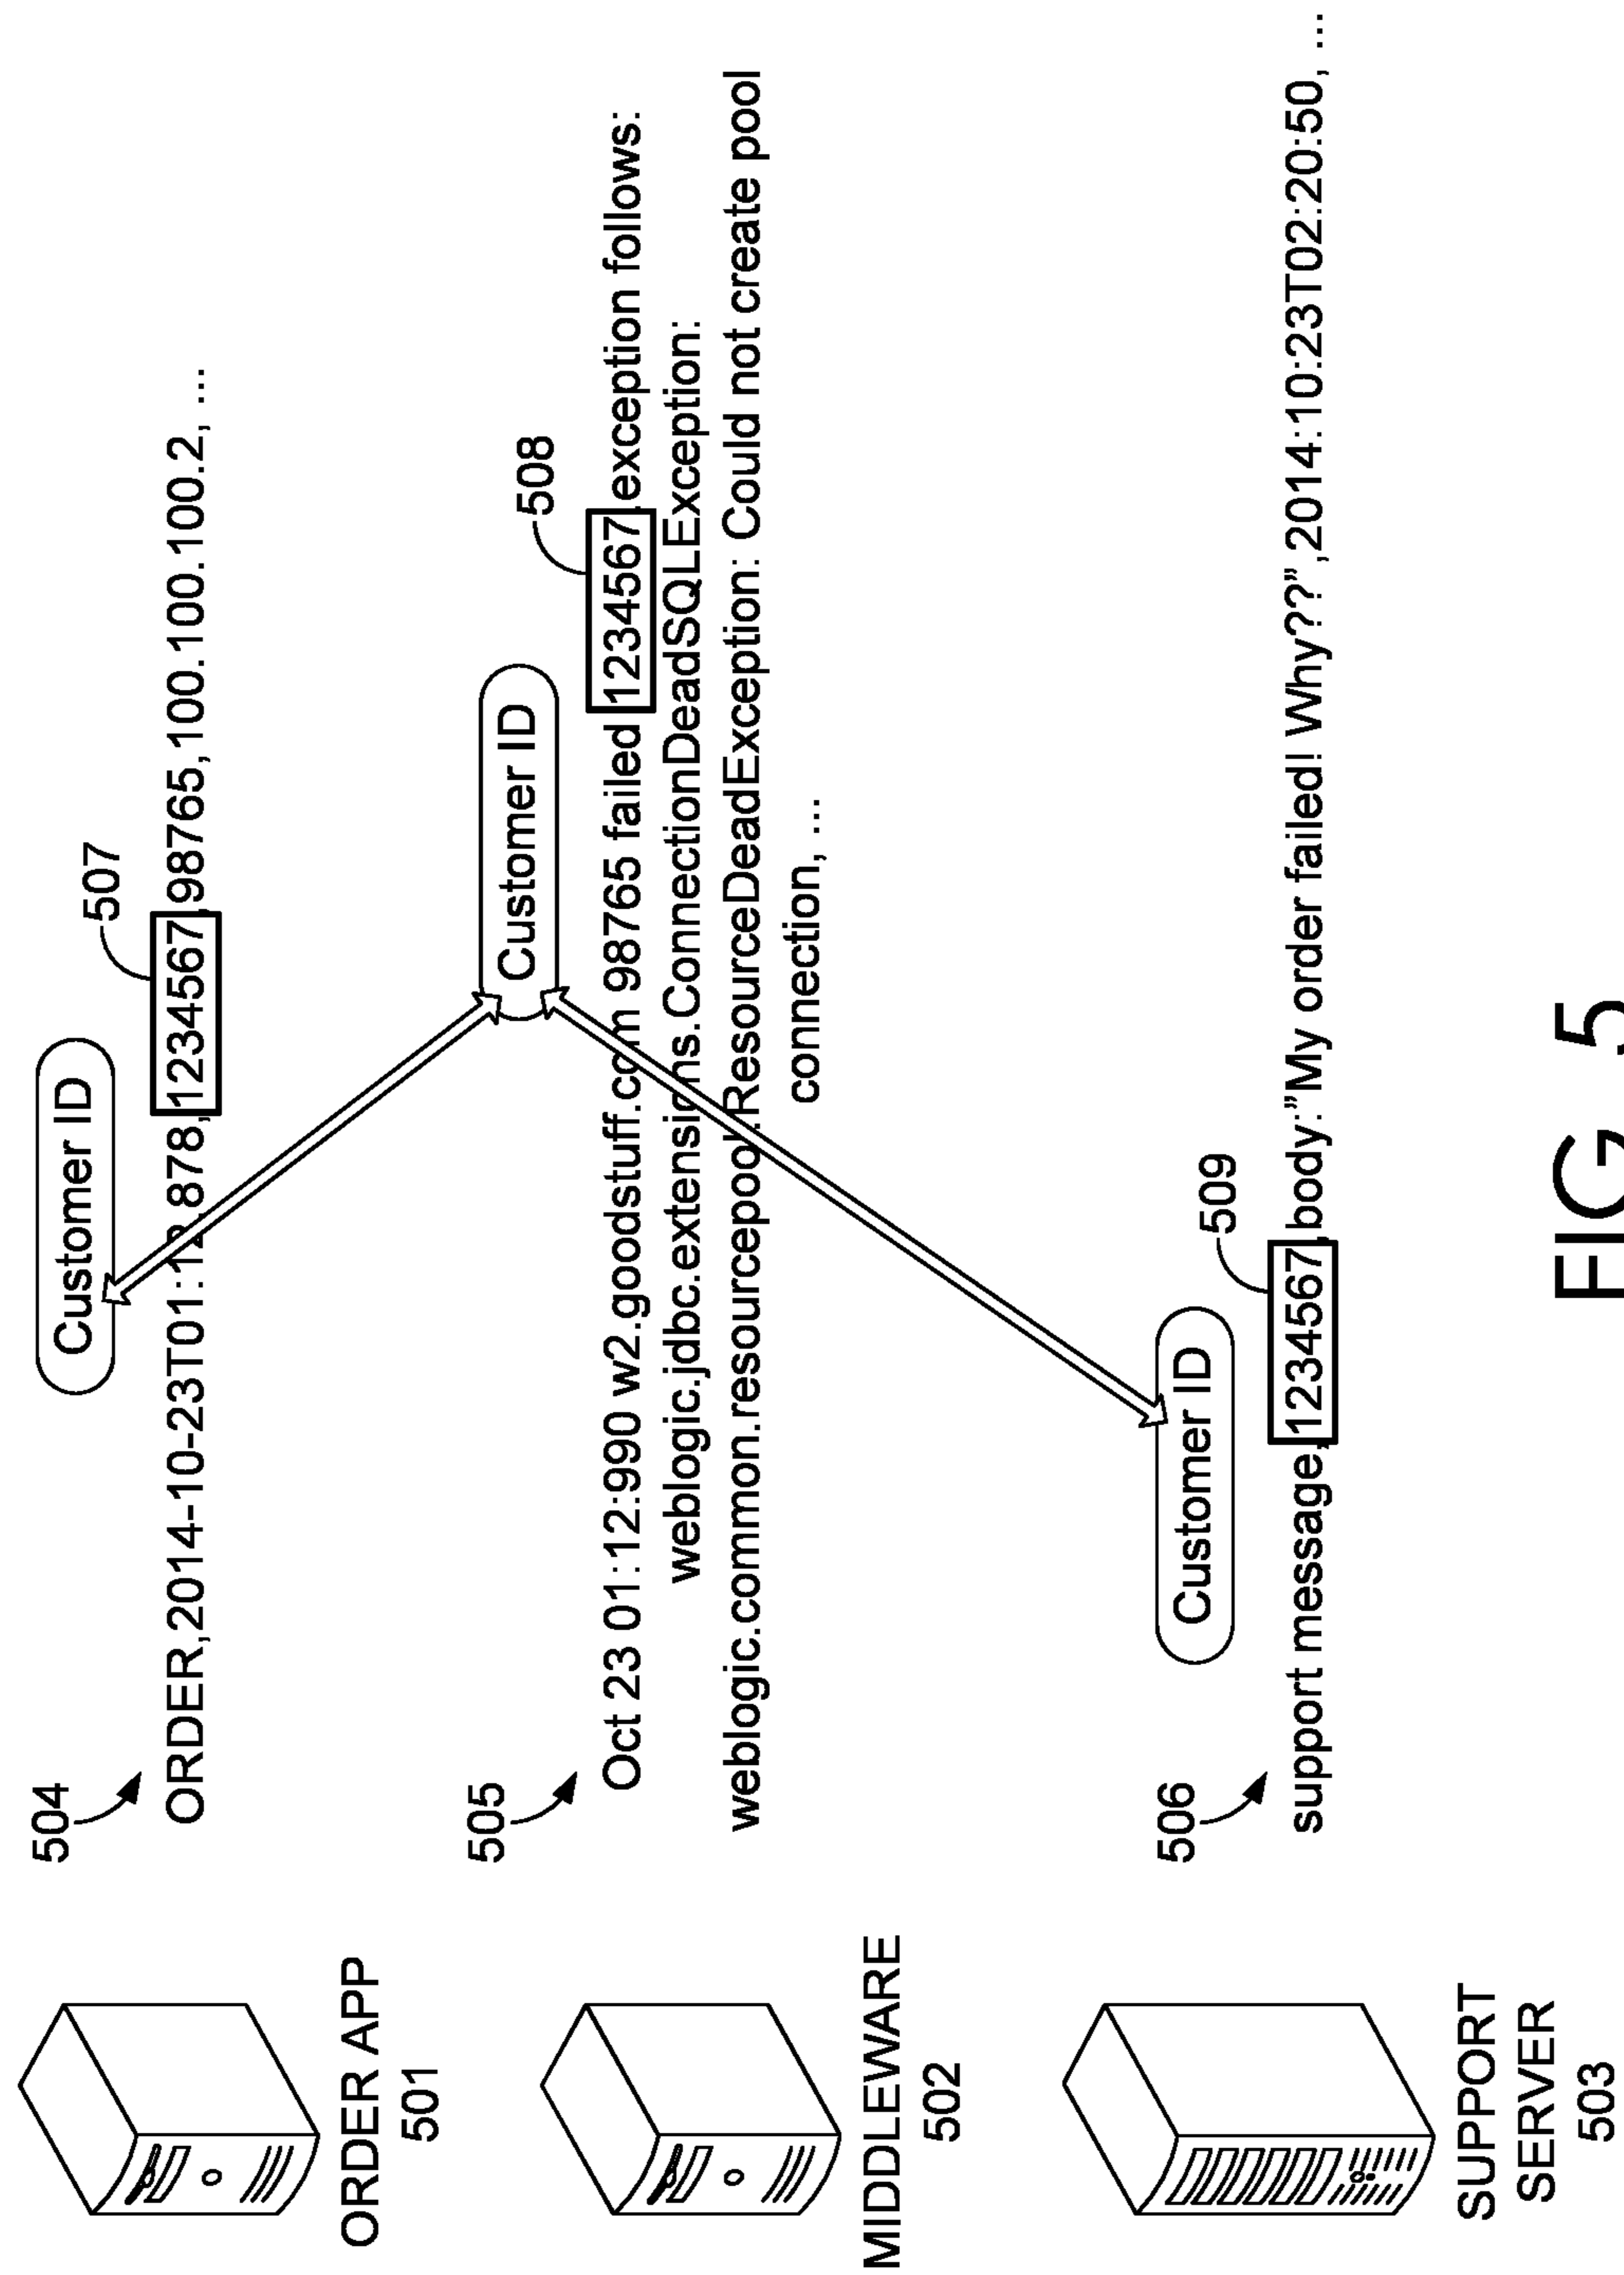 504
Customer ID
507
ORDER,2014-10-23T01:12:878,1234567,98765,100.100.100.2, ...
ORDER APP
501
505
Customer ID
508
Oct 23 01:12:990 w2.goodstuff.com 98765 failed 1234567,exception follows:
weblogic.jdbc.extensions.ConnectionDeadSQLException:
weblogic.common.resourcepool.ResourceDeadException: Could not create pool
connection, ...
MIDDLEWARE
502
506
Customer ID
509
support message,1234567,body:”My order failed! Why???”,2014:10:23T02:20:50, ...
SUPPORT
SERVER
503
FIG 5